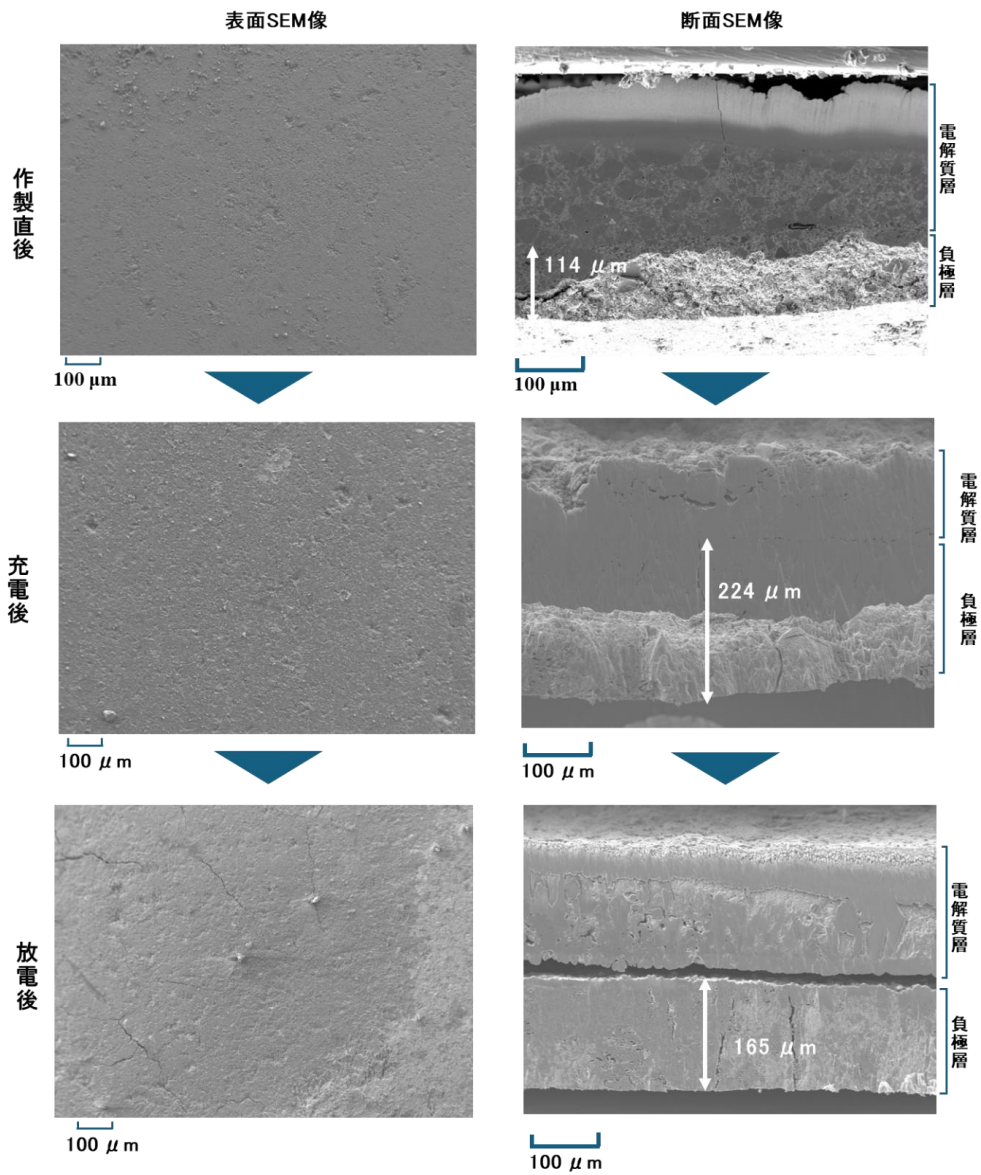 表面SEM像
断面SEM像
作製直後
電解質層
負極層
114 μm
100 μm
100 μm
充電後
電解質層
負極層
224 μm
100 μm
100 μm
放電後
電解質層
負極層
165 μm
100 μm
100 μm